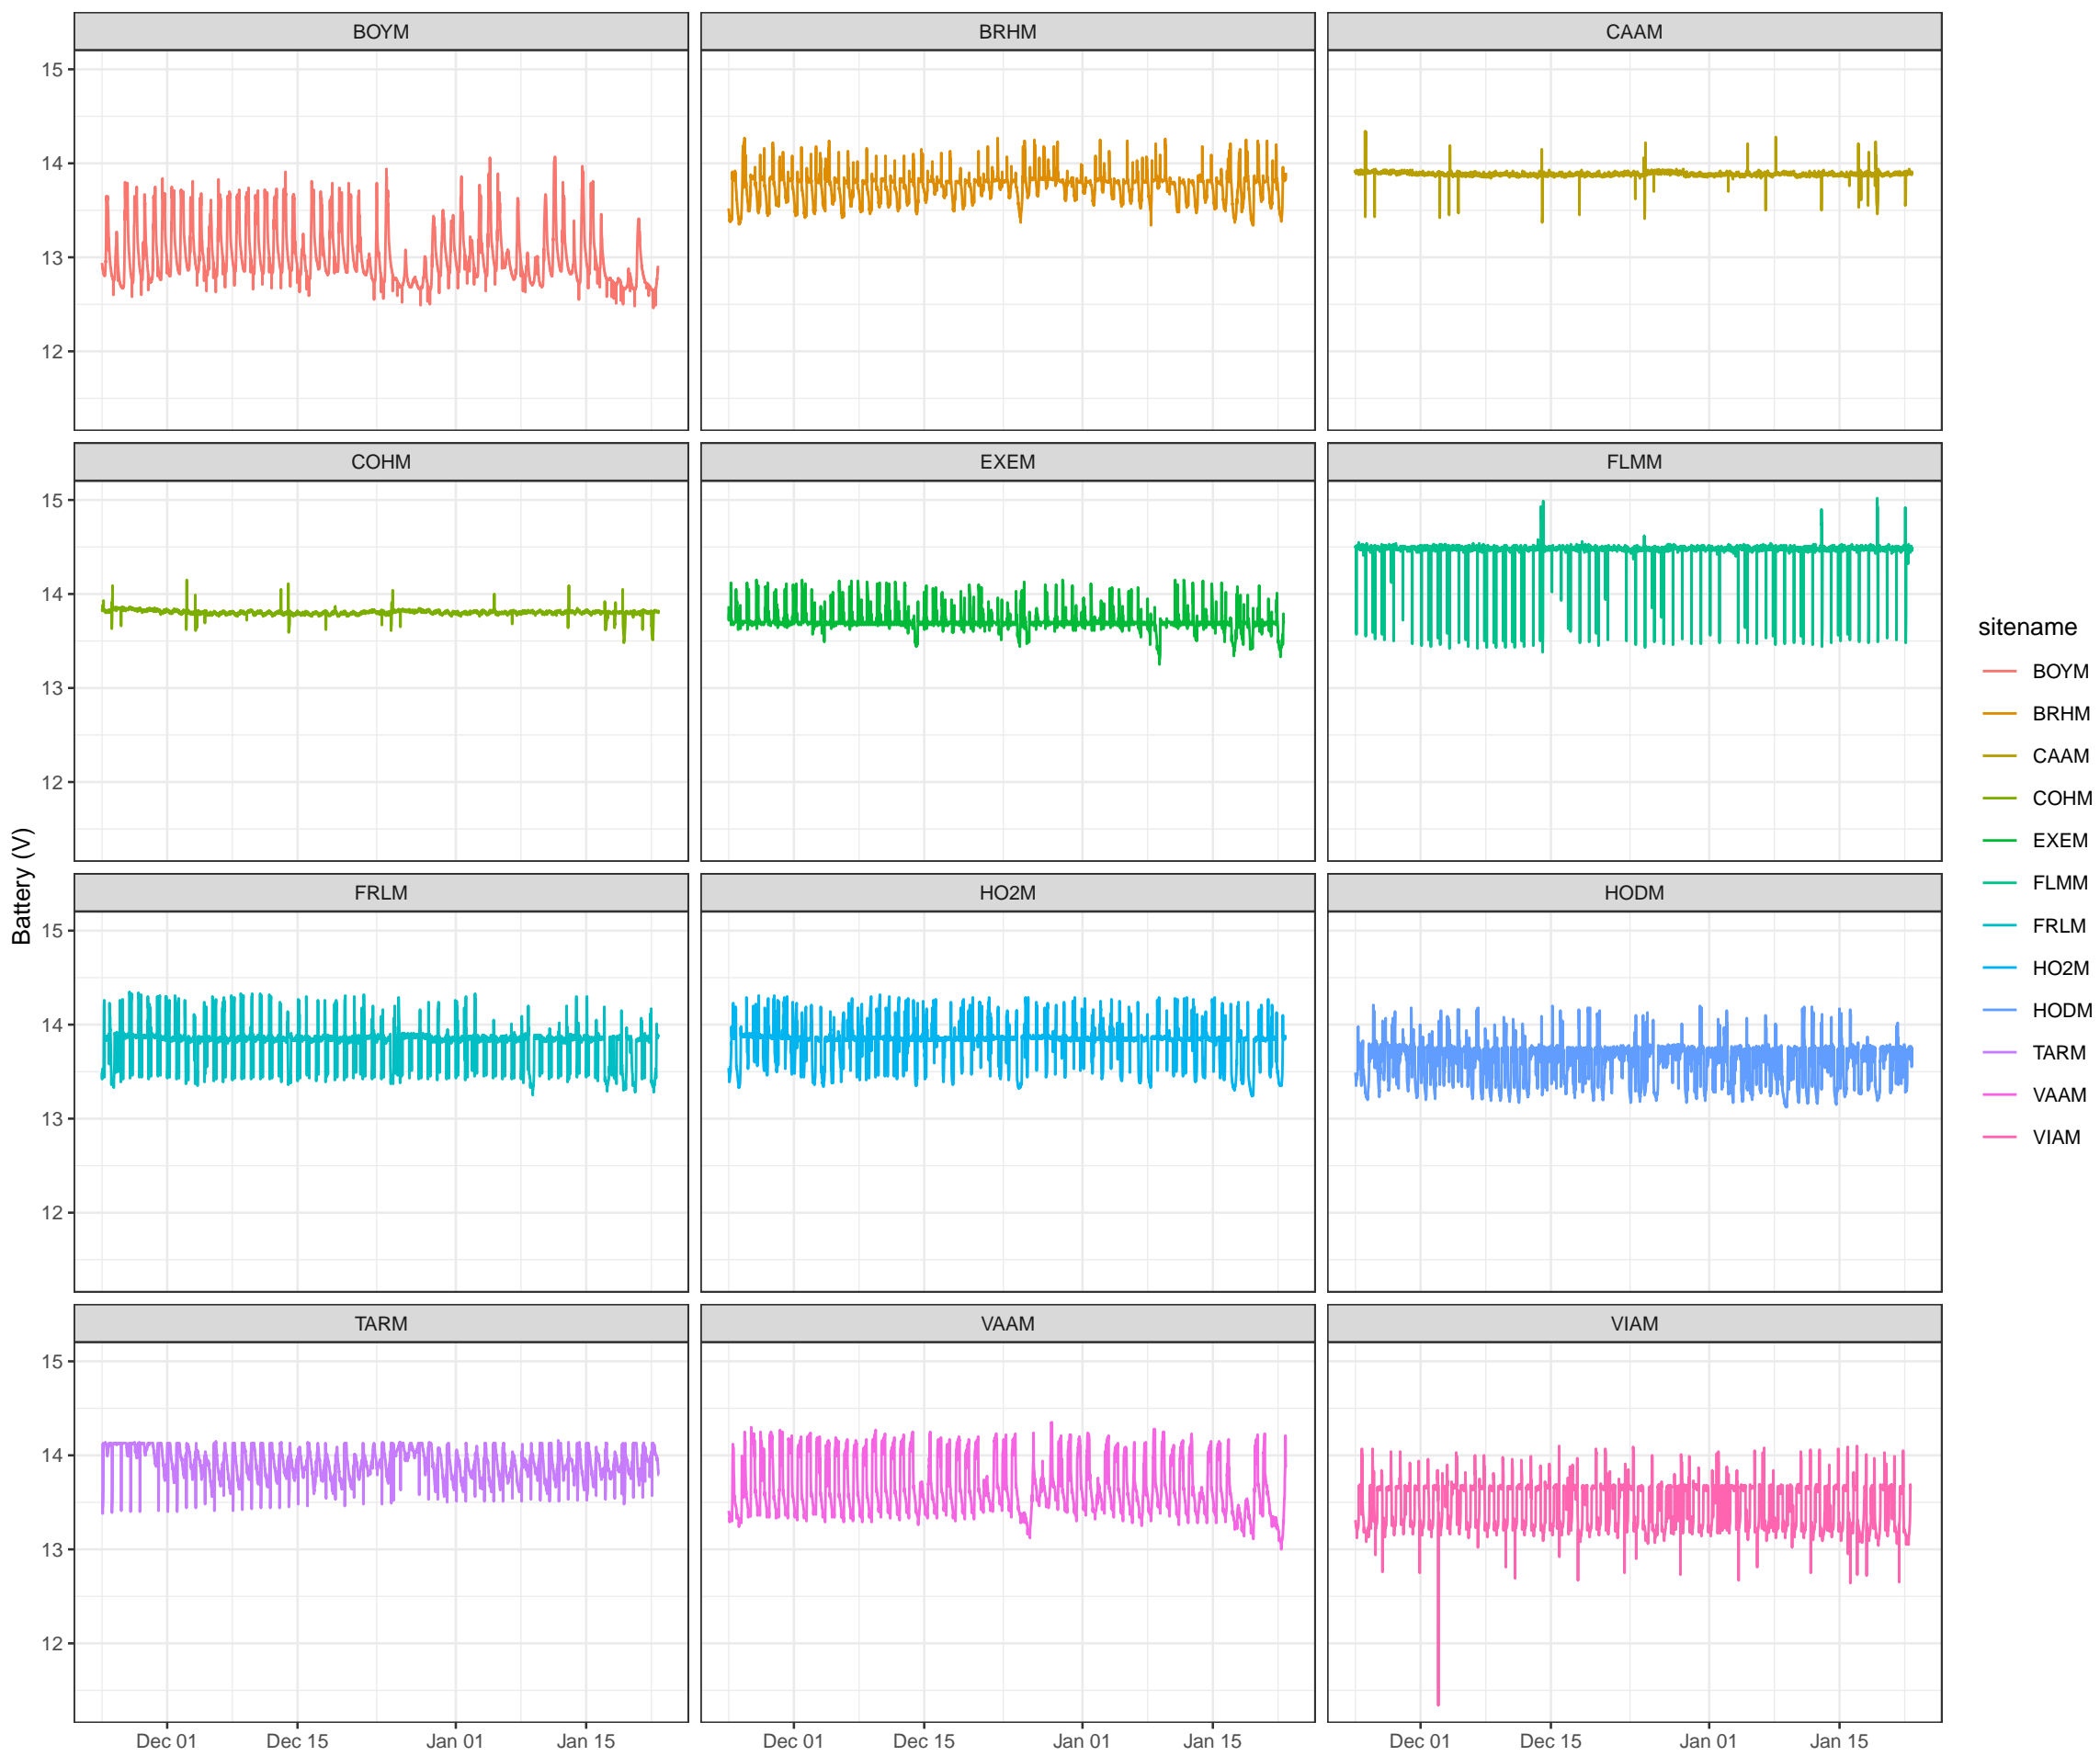 BOYM
BRHM
CAAM
15
14
13
12
COHM
EXEM
FLMM
15
14
13
12
FRLM
HO2M
HODM
15
14
13
12
TARM
VAAM
VIAM
15
14
13
12
Dec 01 Dec 15 Jan 01 Jan 15
Dec 01 Dec 15 Jan 01 Jan 15
Dec 01 Dec 15 Jan 01 Jan 15
Battery (V)
sitename
BOYM
BRHM
CAAM
COHM
EXEM
FLMM
FRLM
HO2M
HODM
TARM
VAAM
VIAM